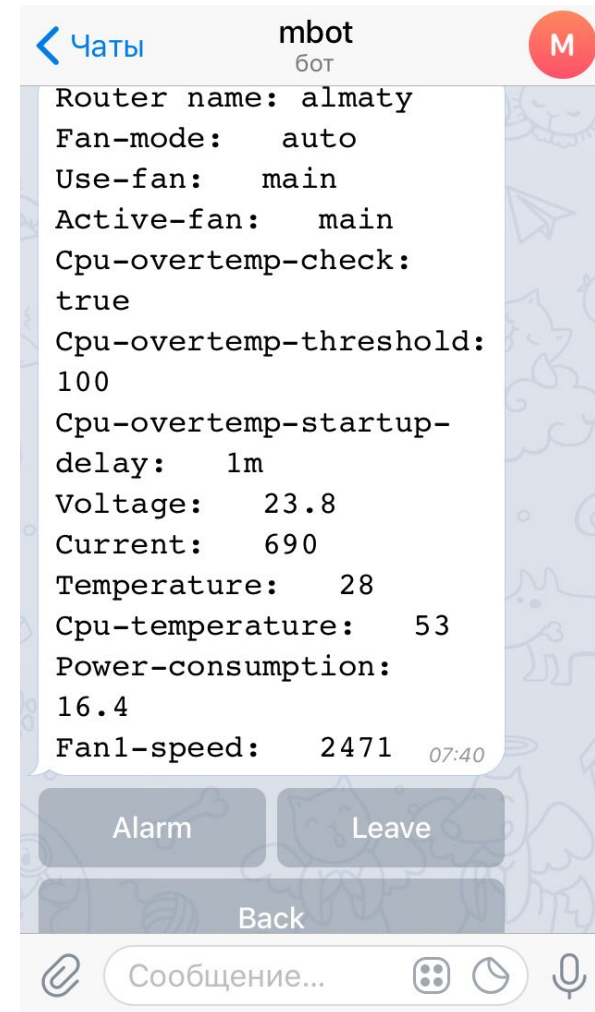 Чаты
mbot
бот
M
Router name: almaty
Fan-mode: auto
Use-fan: main
Active-fan: main
Cpu-overtemp-check:
true
Cpu-overtemp-threshold:
100
Cpu-overtemp-startup-
delay: 1m
Voltage: 23.8
Current: 690
Temperature: 28
Cpu-temperature: 53
Power-consumption:
16.4
Fan1-speed: 2471 07:40
Alarm Leave
Back
Сообщение...